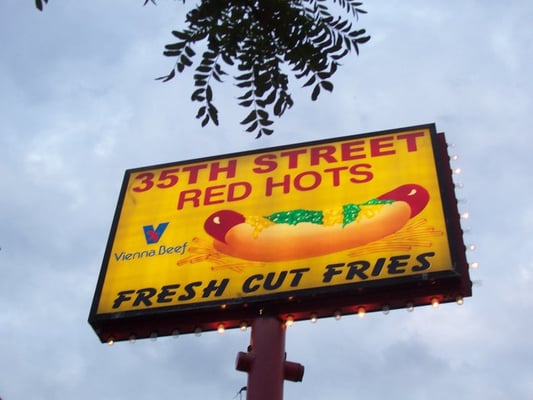 35TH STREET
RED HOTS
V
Vienna Beef
FRESH CUT FRIES